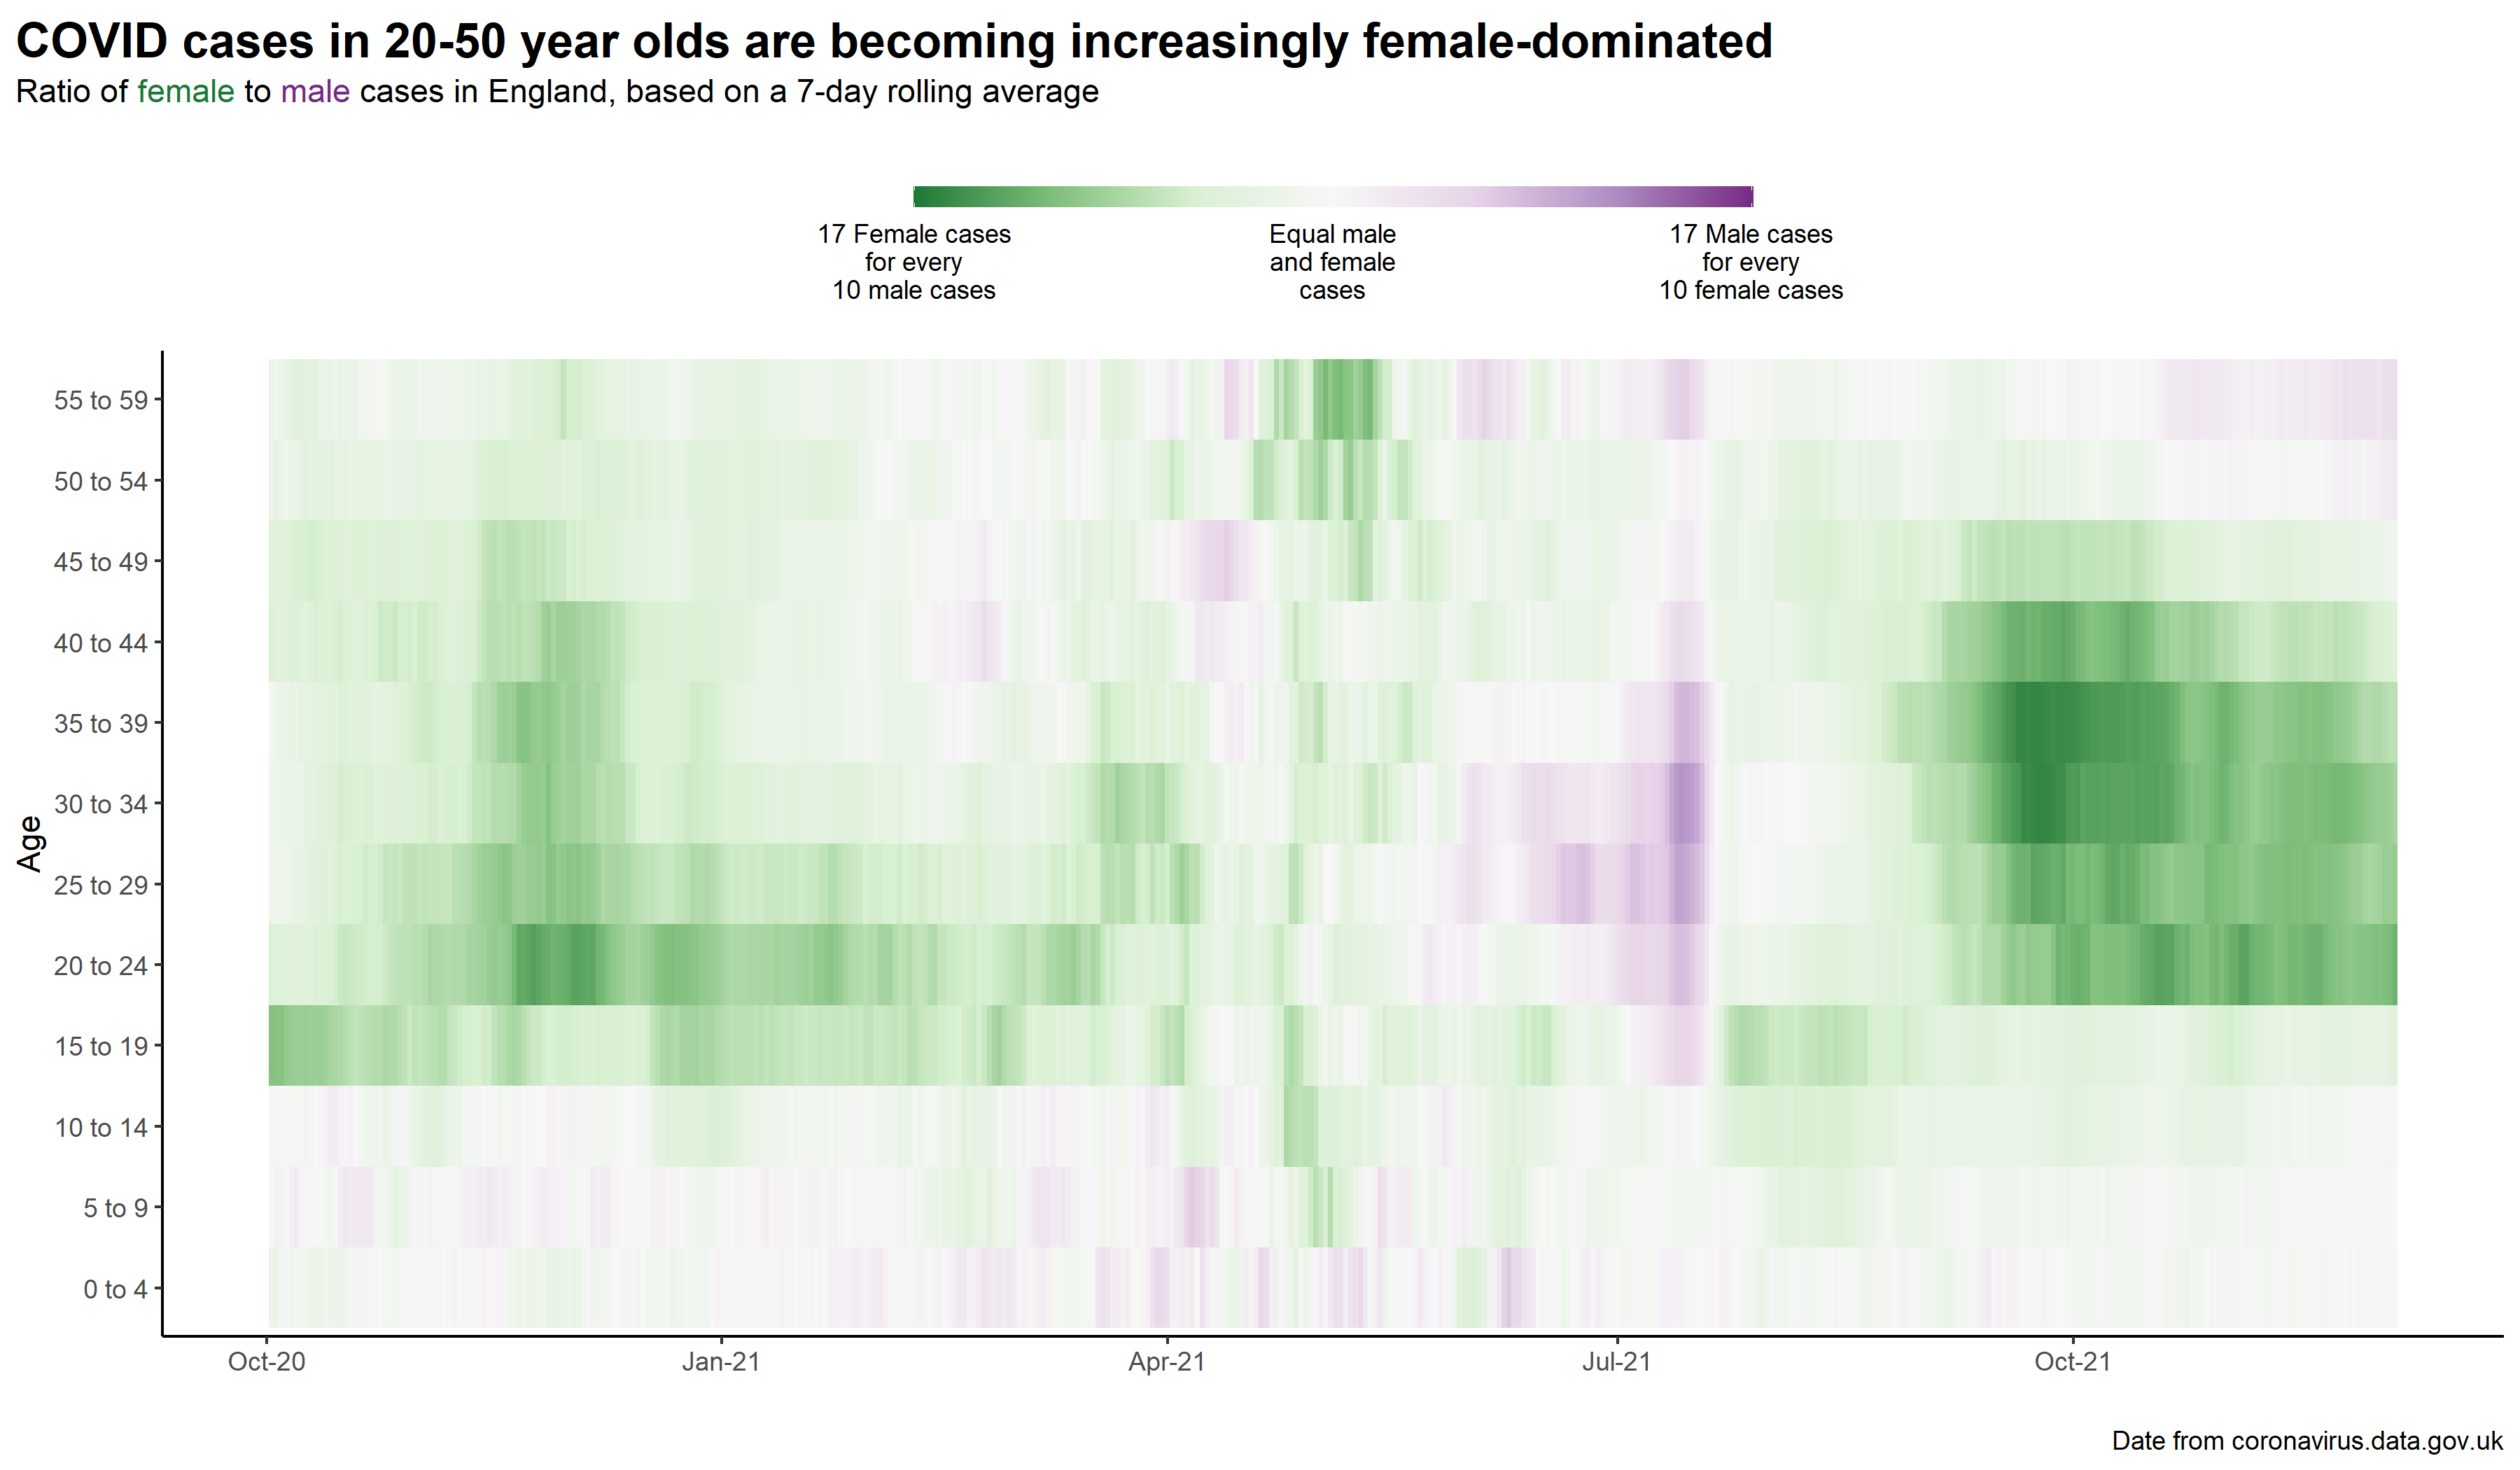 COVID cases in 20-50 year olds are becoming increasingly female-dominated
Ratio of female to male cases in England, based on a 7-day rolling average
17 Female cases
for every
10 male cases
Equal male
and female
cases
17 Male cases
for every
10 female cases
Age
55 to 59
50 to 54
45 to 49
40 to 44
35 to 39
30 to 34
25 to 29
20 to 24
15 to 19
10 to 14
5 to 9
0 to 4
Oct-20
Jan-21
Apr-21
Jul-21
Oct-21
Date from coronavirus.data.gov.uk